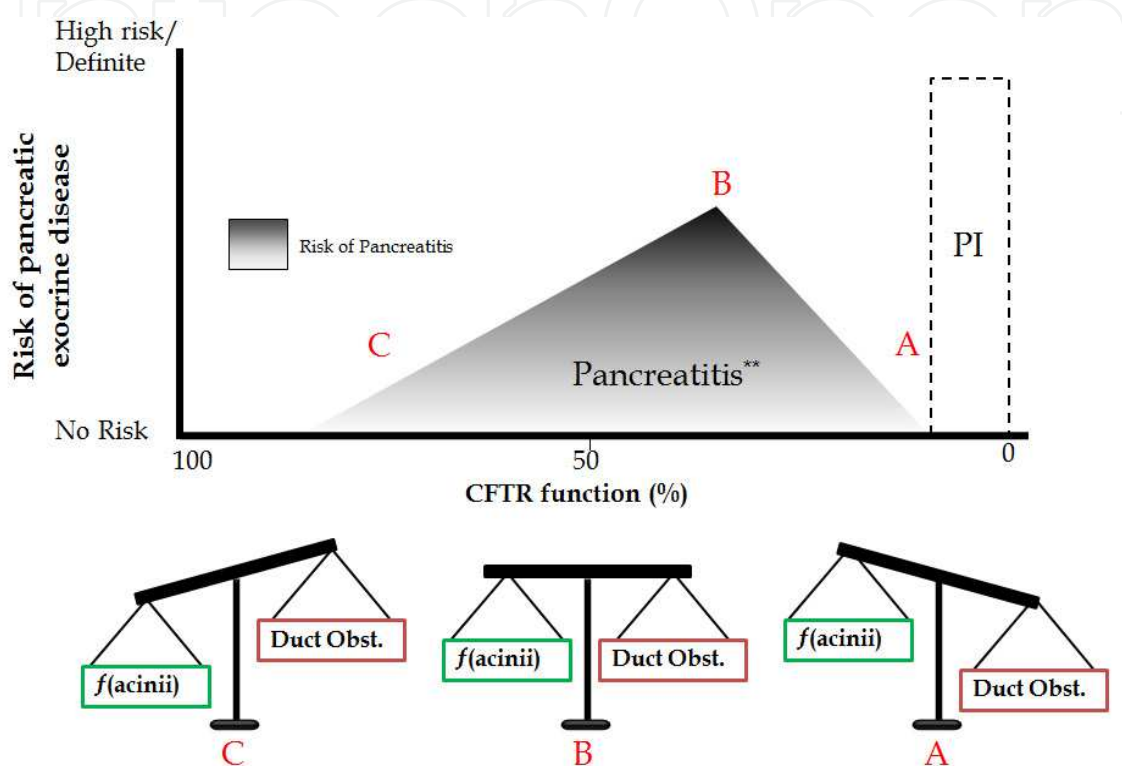 High risk/
Definite
Risk of pancreatic
exocrine disease
B
PI
Risk of Pancreatitis
C
A
Pancreatitis**
No Risk
100
50
0
CFTR function (%)
Duct Obst.
f(acinii)
C
f(acinii)
Duct Obst.
B
f(acinii)
Duct Obst.
A